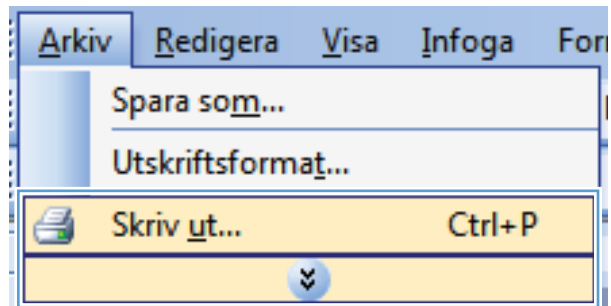 Arkiv Redigera Visa Infoga
Spara som...
Utskriftsformat...
Skriv ut... Ctrl+P